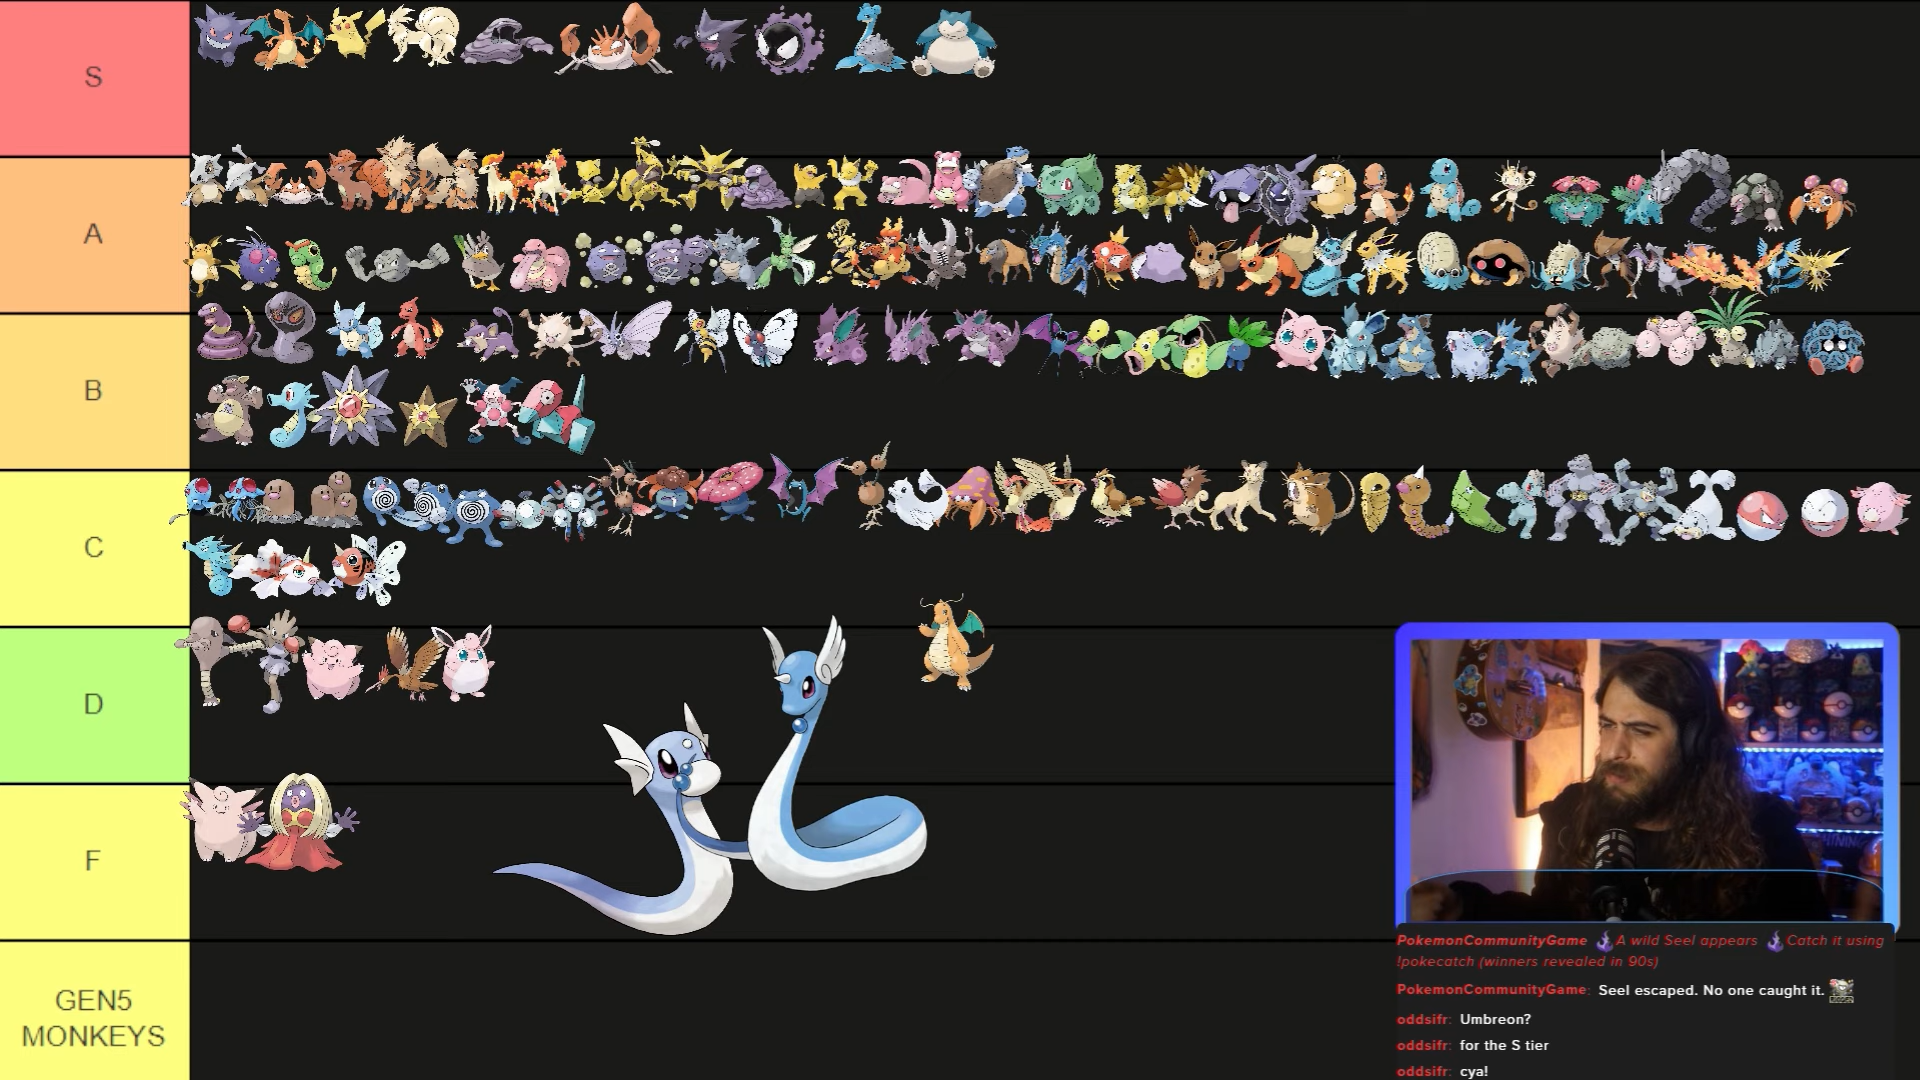 S
A
B
C
D
F
GEN5
MONKEYS
PokemonCommunityGame A wild Seel appears Catch it using
!pokecatch (winners revealed in 90s)
PokemonCommunityGame: Seel escaped. No one caught it.
oddsifr: Umbreon?
oddsifr: for the S tier
oddsifr: cya!